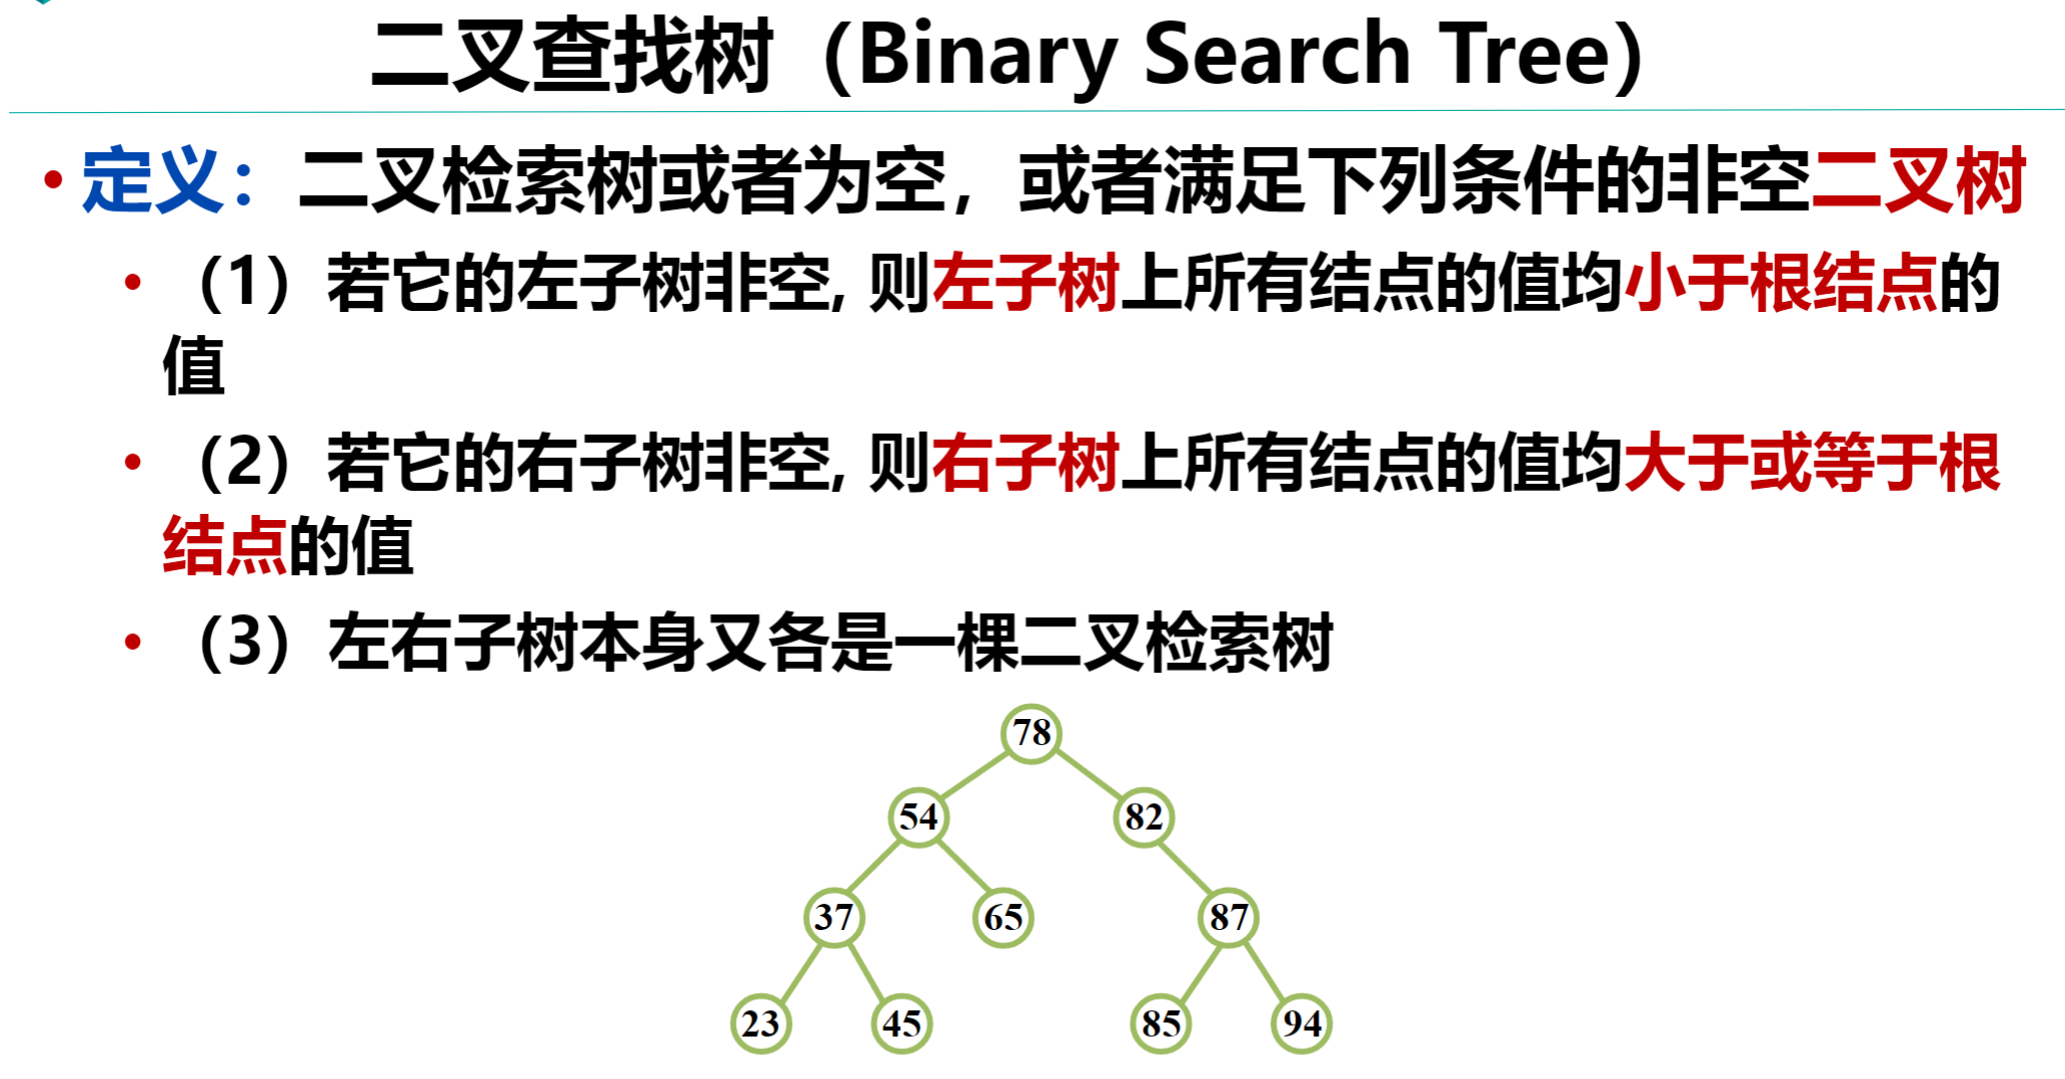 二叉查找树（Binary Search Tree）
• 定义：二叉检索树或者为空，或者满足下列条件的非空二叉树
• （1）若它的左子树非空, 则左子树上所有结点的值均小于根结点的
值
• （2）若它的右子树非空, 则右子树上所有结点的值均大于或等于根
结点的值
• （3）左右子树本身又各是一棵二叉检索树
78
54 82
37 65 87
23 45 85 94